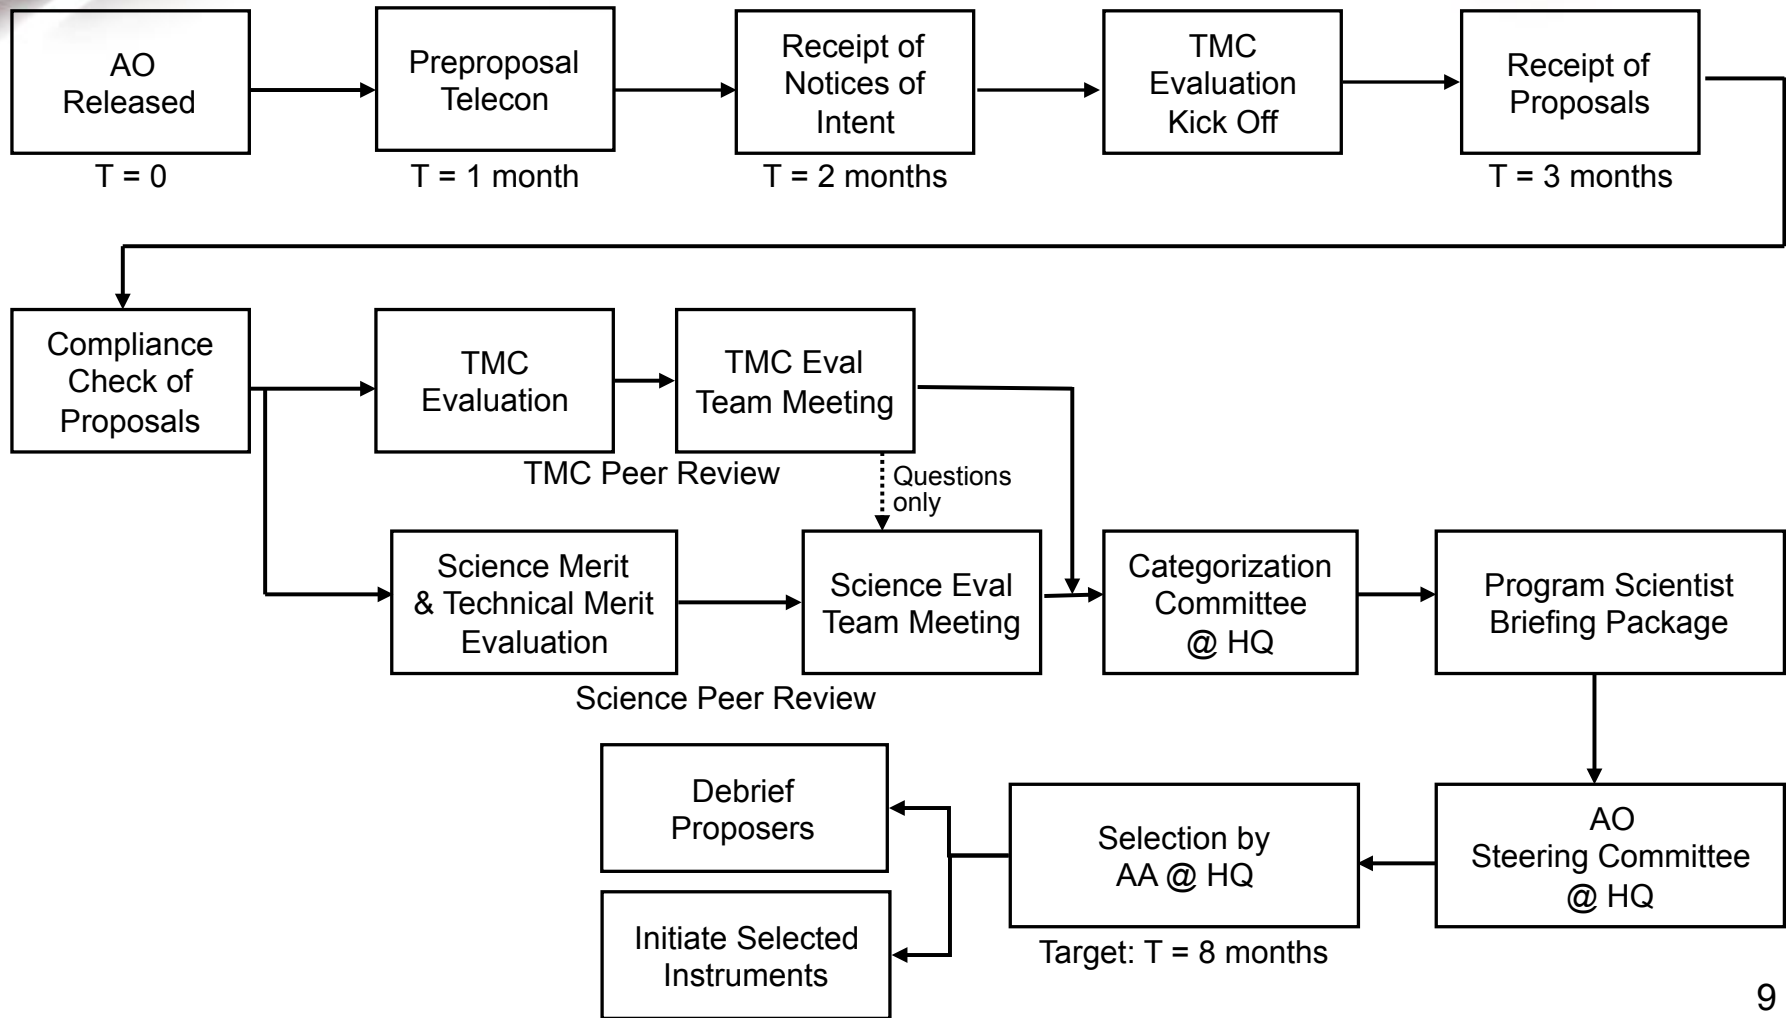 AO
Released
T = 0
Preproposal
Telecon
T = 1 month
Receipt of
Notices of
Intent
T = 2 months
TMC
Evaluation
Kick Off
Receipt of
Proposals
T = 3 months
Compliance
Check of
Proposals
TMC
Evaluation
TMC Eval
Team Meeting
TMC Peer Review
Questions
only
Science Merit
& Technical Merit
Evaluation
Science Eval
Team Meeting
Science Peer Review
Categorization
Committee
@ HQ
Program Scientist
Briefing Package
AO
Steering Committee
@ HQ
Selection by
AA @ HQ
Target: T = 8 months
Debrief
Proposers
Initiate Selected
Instruments
9